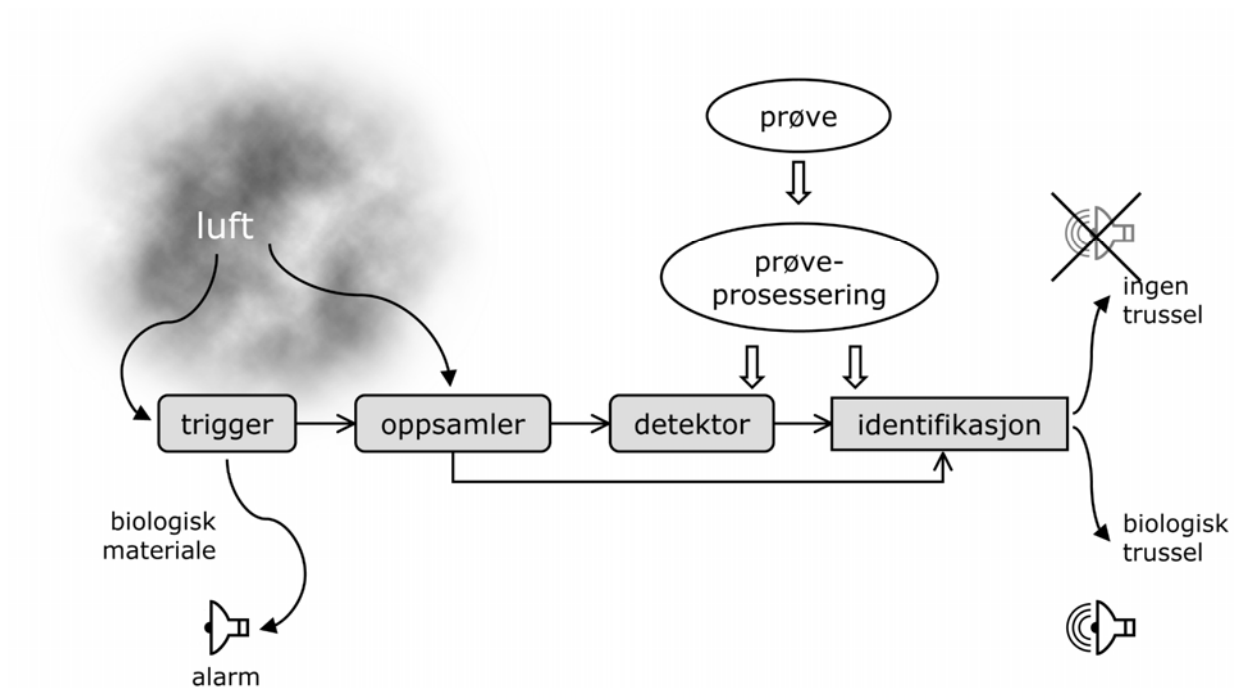 prøve
luft
prøve-
prosessering
ingen
trussel
trigger
oppsamler
detektor
identifikasjon
biologisk
materiale
biologisk
trussel
alarm